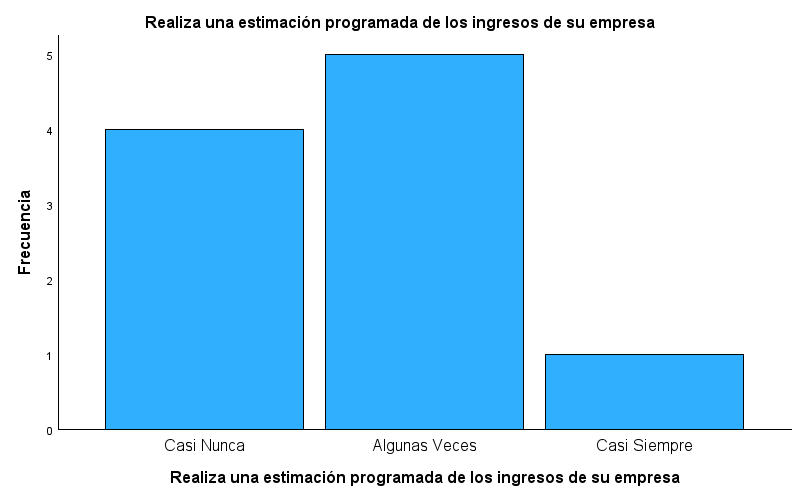 Realiza una estimación programada de los ingresos de su empresa
5
4
3
2
1
0
Frecuencia
Casi Nunca
Algunas Veces
Casi Siempre
Realiza una estimación programada de los ingresos de su empresa